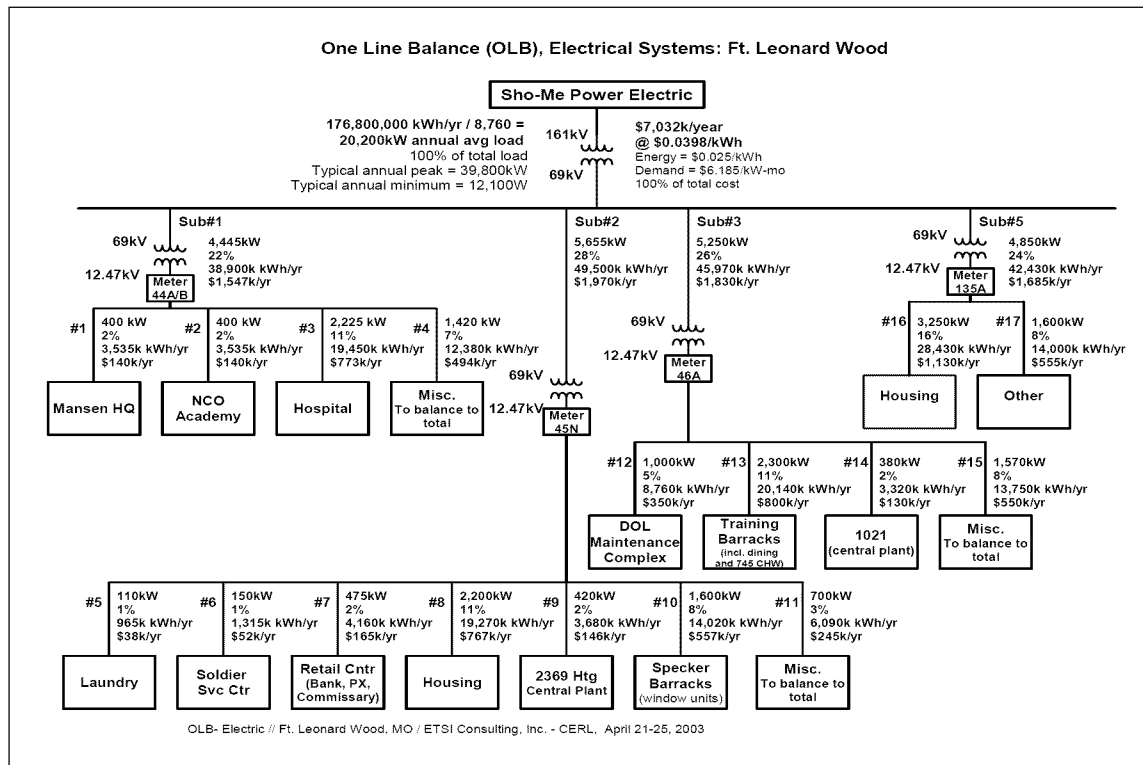 One Line Balance (OLB), Electrical Systems: Ft. Leonard Wood
Sho-Me Power Electric
176,800,000 kWh/yr / 8,760 =
20,200kW annual avg load
100% of total load
Typical annual peak = 39,800kW
Typical annual minimum = 12,100W
161kV
69kV
$7,032k/year
@ $0.0398/kWh
Energy = $0.025/kWh
Demand = $6.185/kW-mo
100% of total cost
Sub#1
69kV
12.47kV
Meter
44A/B
4,445kW
22%
38,900k kWh/yr
$1,547k/yr
Sub#2
5,655kW
28%
49,500k kWh/yr
$1,970k/yr
69kV
12.47kV
Meter
45N
Sub#3
5,250kW
26%
45,970k kWh/yr
$1,830k/yr
69kV
12.47kV
Meter
46A
Sub#5
69kV
12.47kV
Meter
135A
4,850kW
24%
42,430k kWh/yr
$1,685k/yr
#1
400 kW
2%
3,535k kWh/yr
$140k/yr
Mansen HQ
#2
400 kW
2%
3,535k kWh/yr
$140k/yr
NCO
Academy
#3
2,225 kW
11%
19,450k kWh/yr
$773k/yr
Hospital
#4
1,420 kW
7%
12,380k kWh/yr
$494k/yr
Misc.
To balance to
total
#16
3,250kW
16%
28,430k kWh/yr
$1,130k/yr
Housing
#17
1,600kW
8%
14,000k kWh/yr
$555k/yr
Other
#12
1,000kW
5%
8,760k kWh/yr
$350k/yr
DOL
Maintenance
Complex
#13
2,300kW
11%
20,140k kWh/yr
$800k/yr
Training
Barracks
(incl. dining
and 745 CHW)
#14
380kW
2%
3,320k kWh/yr
$130k/yr
1021
(central plant)
#15
1,570kW
8%
13,750k kWh/yr
$550k/yr
Misc.
To balance to
total
#5
110kW
1%
965k kWh/yr
$38k/yr
Laundry
#6
150kW
1%
1,315k kWh/yr
$52k/yr
Soldier
Svc Ctr
#7
475kW
2%
4,160k kWh/yr
$165k/yr
Retail Cntr
(Bank, PX,
Commissary)
#8
2,200kW
11%
19,270k kWh/yr
$767k/yr
Housing
#9
420kW
2%
3,680k kWh/yr
$146k/yr
2369 Htg
Central Plant
#10
1,600kW
8%
14,020k kWh/yr
$557k/yr
Specker
Barracks
(window units)
#11
700kW
3%
6,090k kWh/yr
$245k/yr
Misc.
To balance to
total
OLB- Electric // Ft. Leonard Wood, MO / ETSI Consulting, Inc. - CERL, April 21-25, 2003